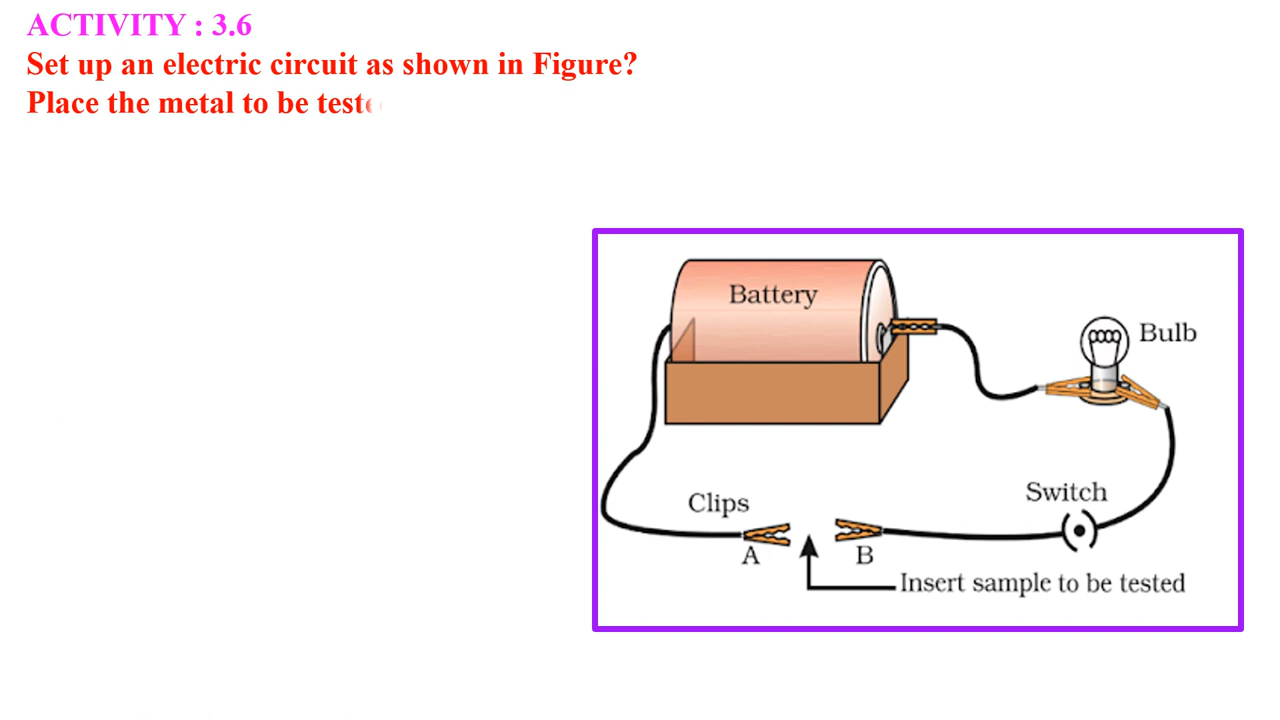 ACTIVITY : 3.6
Set up an electric circuit as shown in Figure?
Place the metal to be
Battery
Bulb
Switch
Clips
A
B
Insert sample to be tested